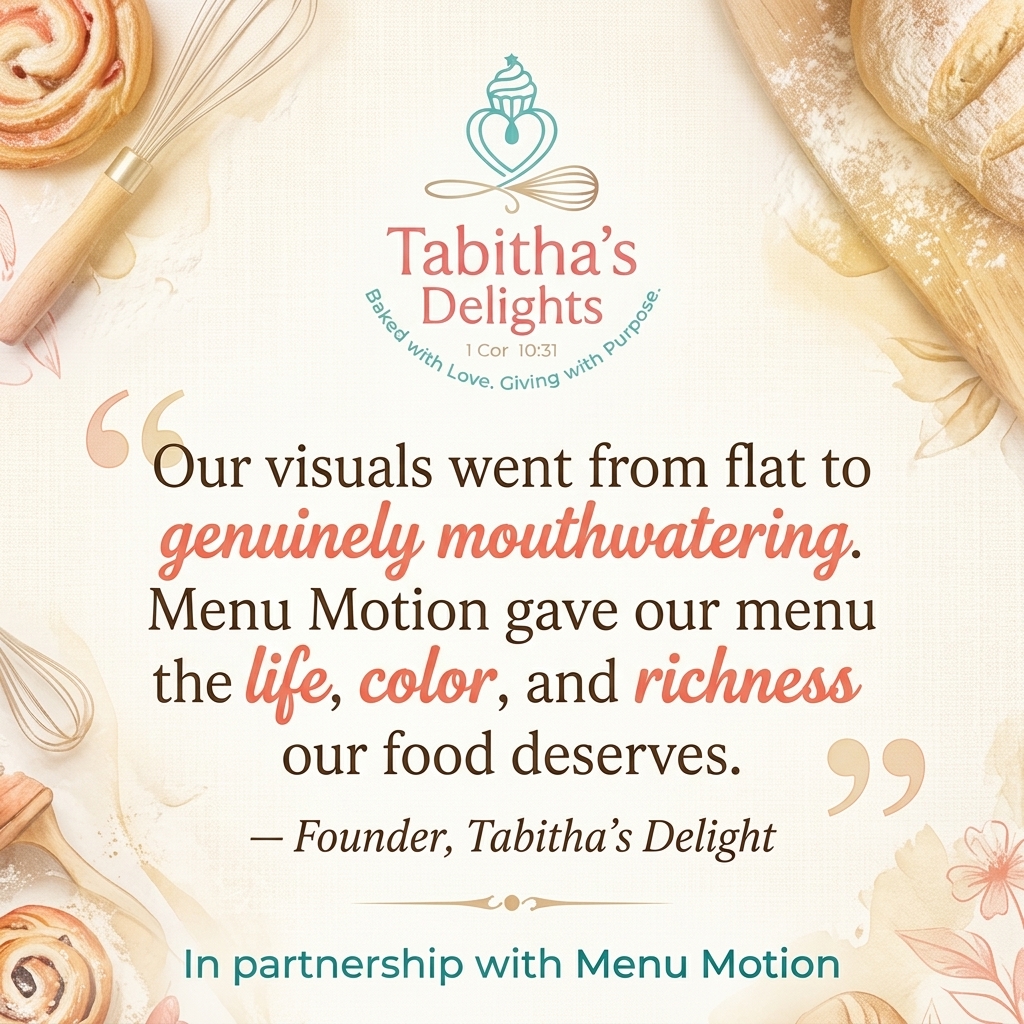 Tabitha's
Delights
1 Cor 10:31
Baked with Love. Giving with Purpose.
“Our visuals went from flat to
genuinely mouthwatering.
Menu Motion gave our menu
the life, color, and richness
our food deserves.”
— Founder, Tabitha's Delight
In partnership with Menu Motion